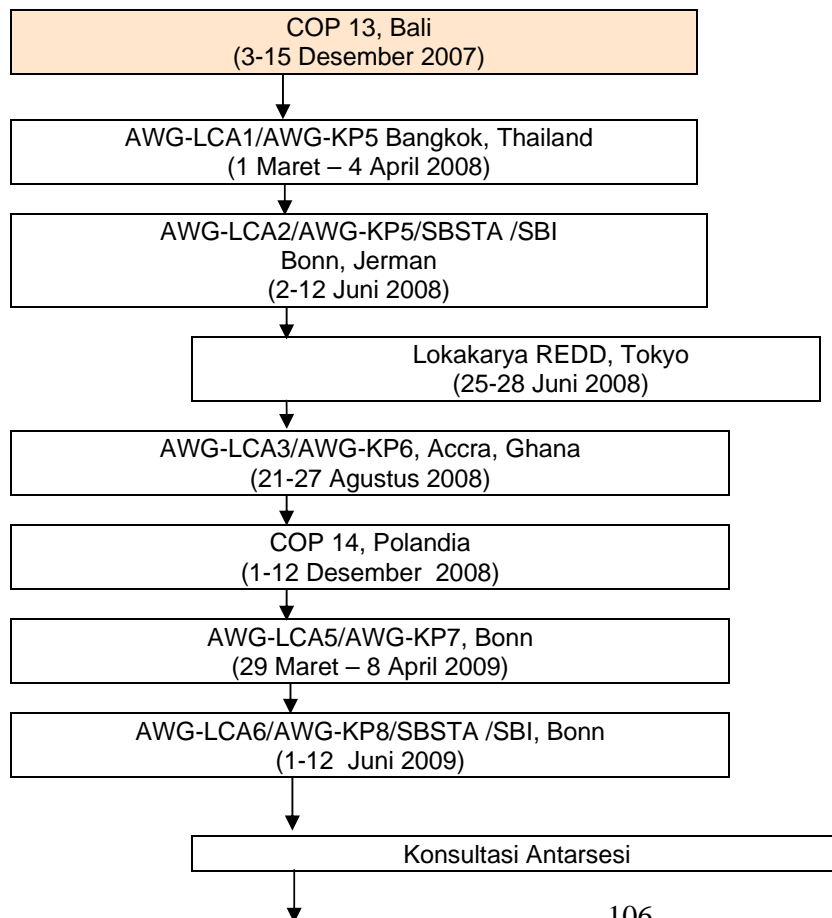 COP 13, Bali
(3-15 Desember 2007)
AWG-LCA1/AWG-KP5 Bangkok, Thailand
(1 Maret – 4 April 2008)
AWG-LCA2/AWG-KP5/SBSTA /SBI
Bonn, Jerman
(2-12 Juni 2008)
Lokakarya REDD, Tokyo
(25-28 Juni 2008)
AWG-LCA3/AWG-KP6, Accra, Ghana
(21-27 Agustus 2008)
COP 14, Polandia
(1-12 Desember 2008)
AWG-LCA5/AWG-KP7, Bonn
(29 Maret – 8 April 2009)
AWG-LCA6/AWG-KP8/SBSTA /SBI, Bonn
(1-12 Juni 2009)
Konsultasi Antarsesi
106